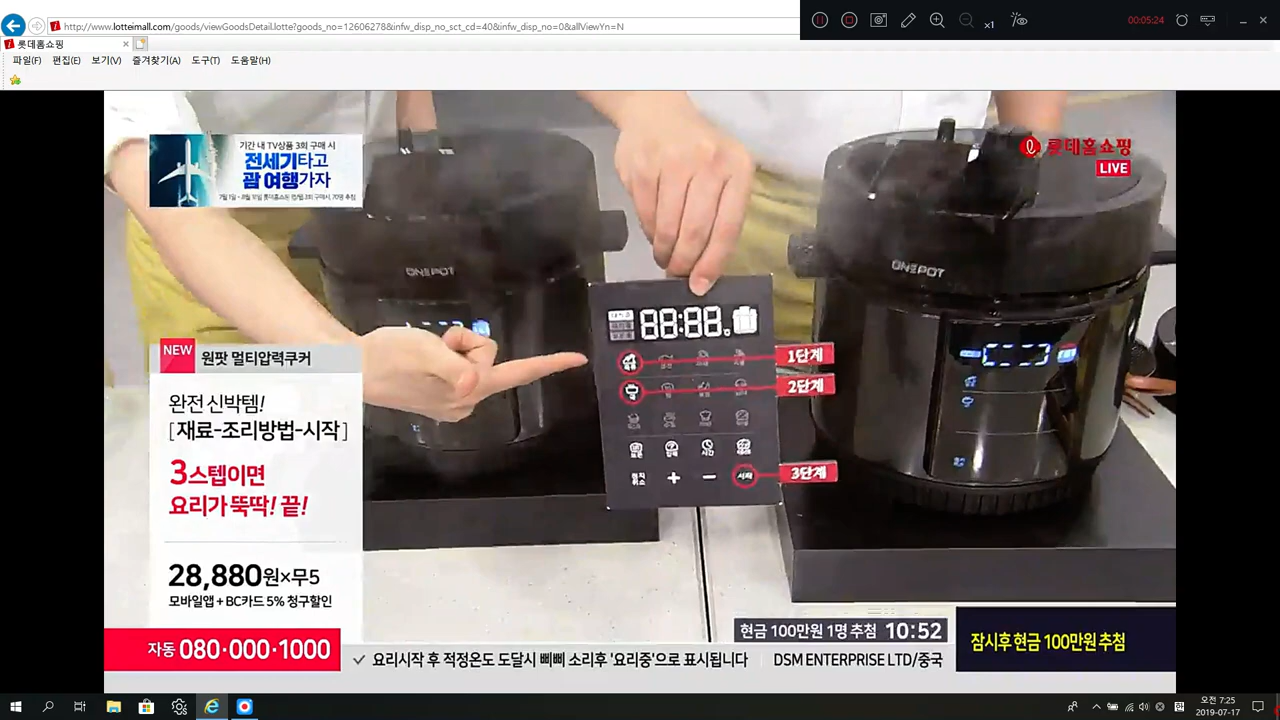 http://www.lotteimall.com/goods/viewGoodsDetail.lotte?goods_no=12606278&infw_disp_no_sct_cd=40&infw_disp_no=0&allViewYn=N
x1
00:05:24
롯데홈쇼핑
파일(F) 편집(E) 보기(V) 즐겨찾기(A) 도구(T) 도움말(H)
기간 내 TV상품 3회 구매 시
전세기타고
괌 여행가자
롯데홈쇼핑
LIVE
ONEPOT
ONEPOT
88:88
1단계
2단계
시간
취소
+
−
시작
3단계
NEW 원팟 멀티압력쿠커
완전 신박템!
[재료-조리방법-시작]
3스텝이면
요리가 뚝딱! 끝!
28,880원×무5
모바일앱 + BC카드 5% 청구할인
자동 080·000·1000
현금 100만원 1명 추첨 10:52
잠시후 현금 100만원 추첨
요리시작 후 적정온도 도달시 삐삐 소리후 '요리중'으로 표시됩니다
DSM ENTERPRISE LTD/중국
오전 7:25
2019-07-17